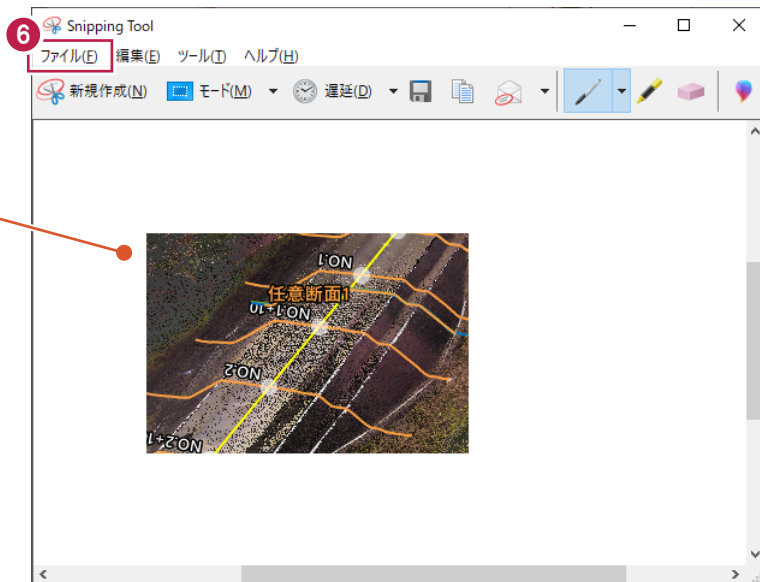 6
Snipping Tool
ファイル(F) 編集(E) ツール(T) ヘルプ(H)
新規作成(N) モード(M) 遅延(D)
NO.1
任意断面1
NO.1+10
NO.2
NO.2+1